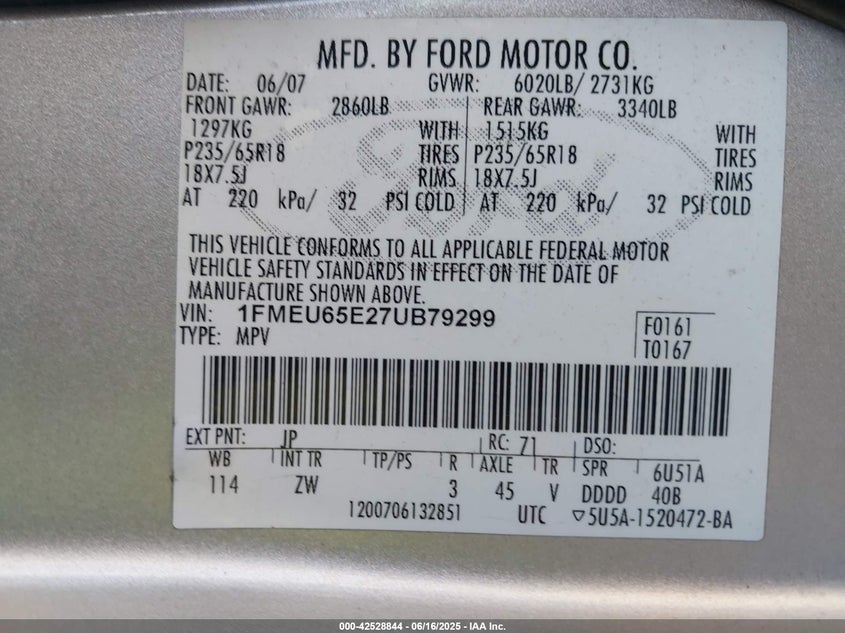 MFD. BY FORD MOTOR CO.
DATE: 06/07 GVWR: 6020LB/ 2731KG
FRONT GAWR: 2860LB REAR GAWR: 3340LB
1297KG WITH 1515KG WITH
P235/65R18 TIRES P235/65R18 TIRES
18X7.5J RIMS 18X7.5J RIMS
AT 220 kPa/ 32 PSI COLD AT 220 kPa/ 32 PSI COLD
THIS VEHICLE CONFORMS TO ALL APPLICABLE FEDERAL MOTOR
VEHICLE SAFETY STANDARDS IN EFFECT ON THE DATE OF
MANUFACTURE SHOWN ABOVE.
VIN: 1FMEU65E27UB79299
TYPE: MPV
F0161
T0167
EXT PNT: JP RC: 71 DSO:
WB INT TR TP/PS R AXLE TR SPR 6U51A
114 ZW 3 45 V DDDD 40B
1200706132851 UTC ▽5U5A-1520472-BA
000-42528844 - 06/16/2025 - IAA Inc.